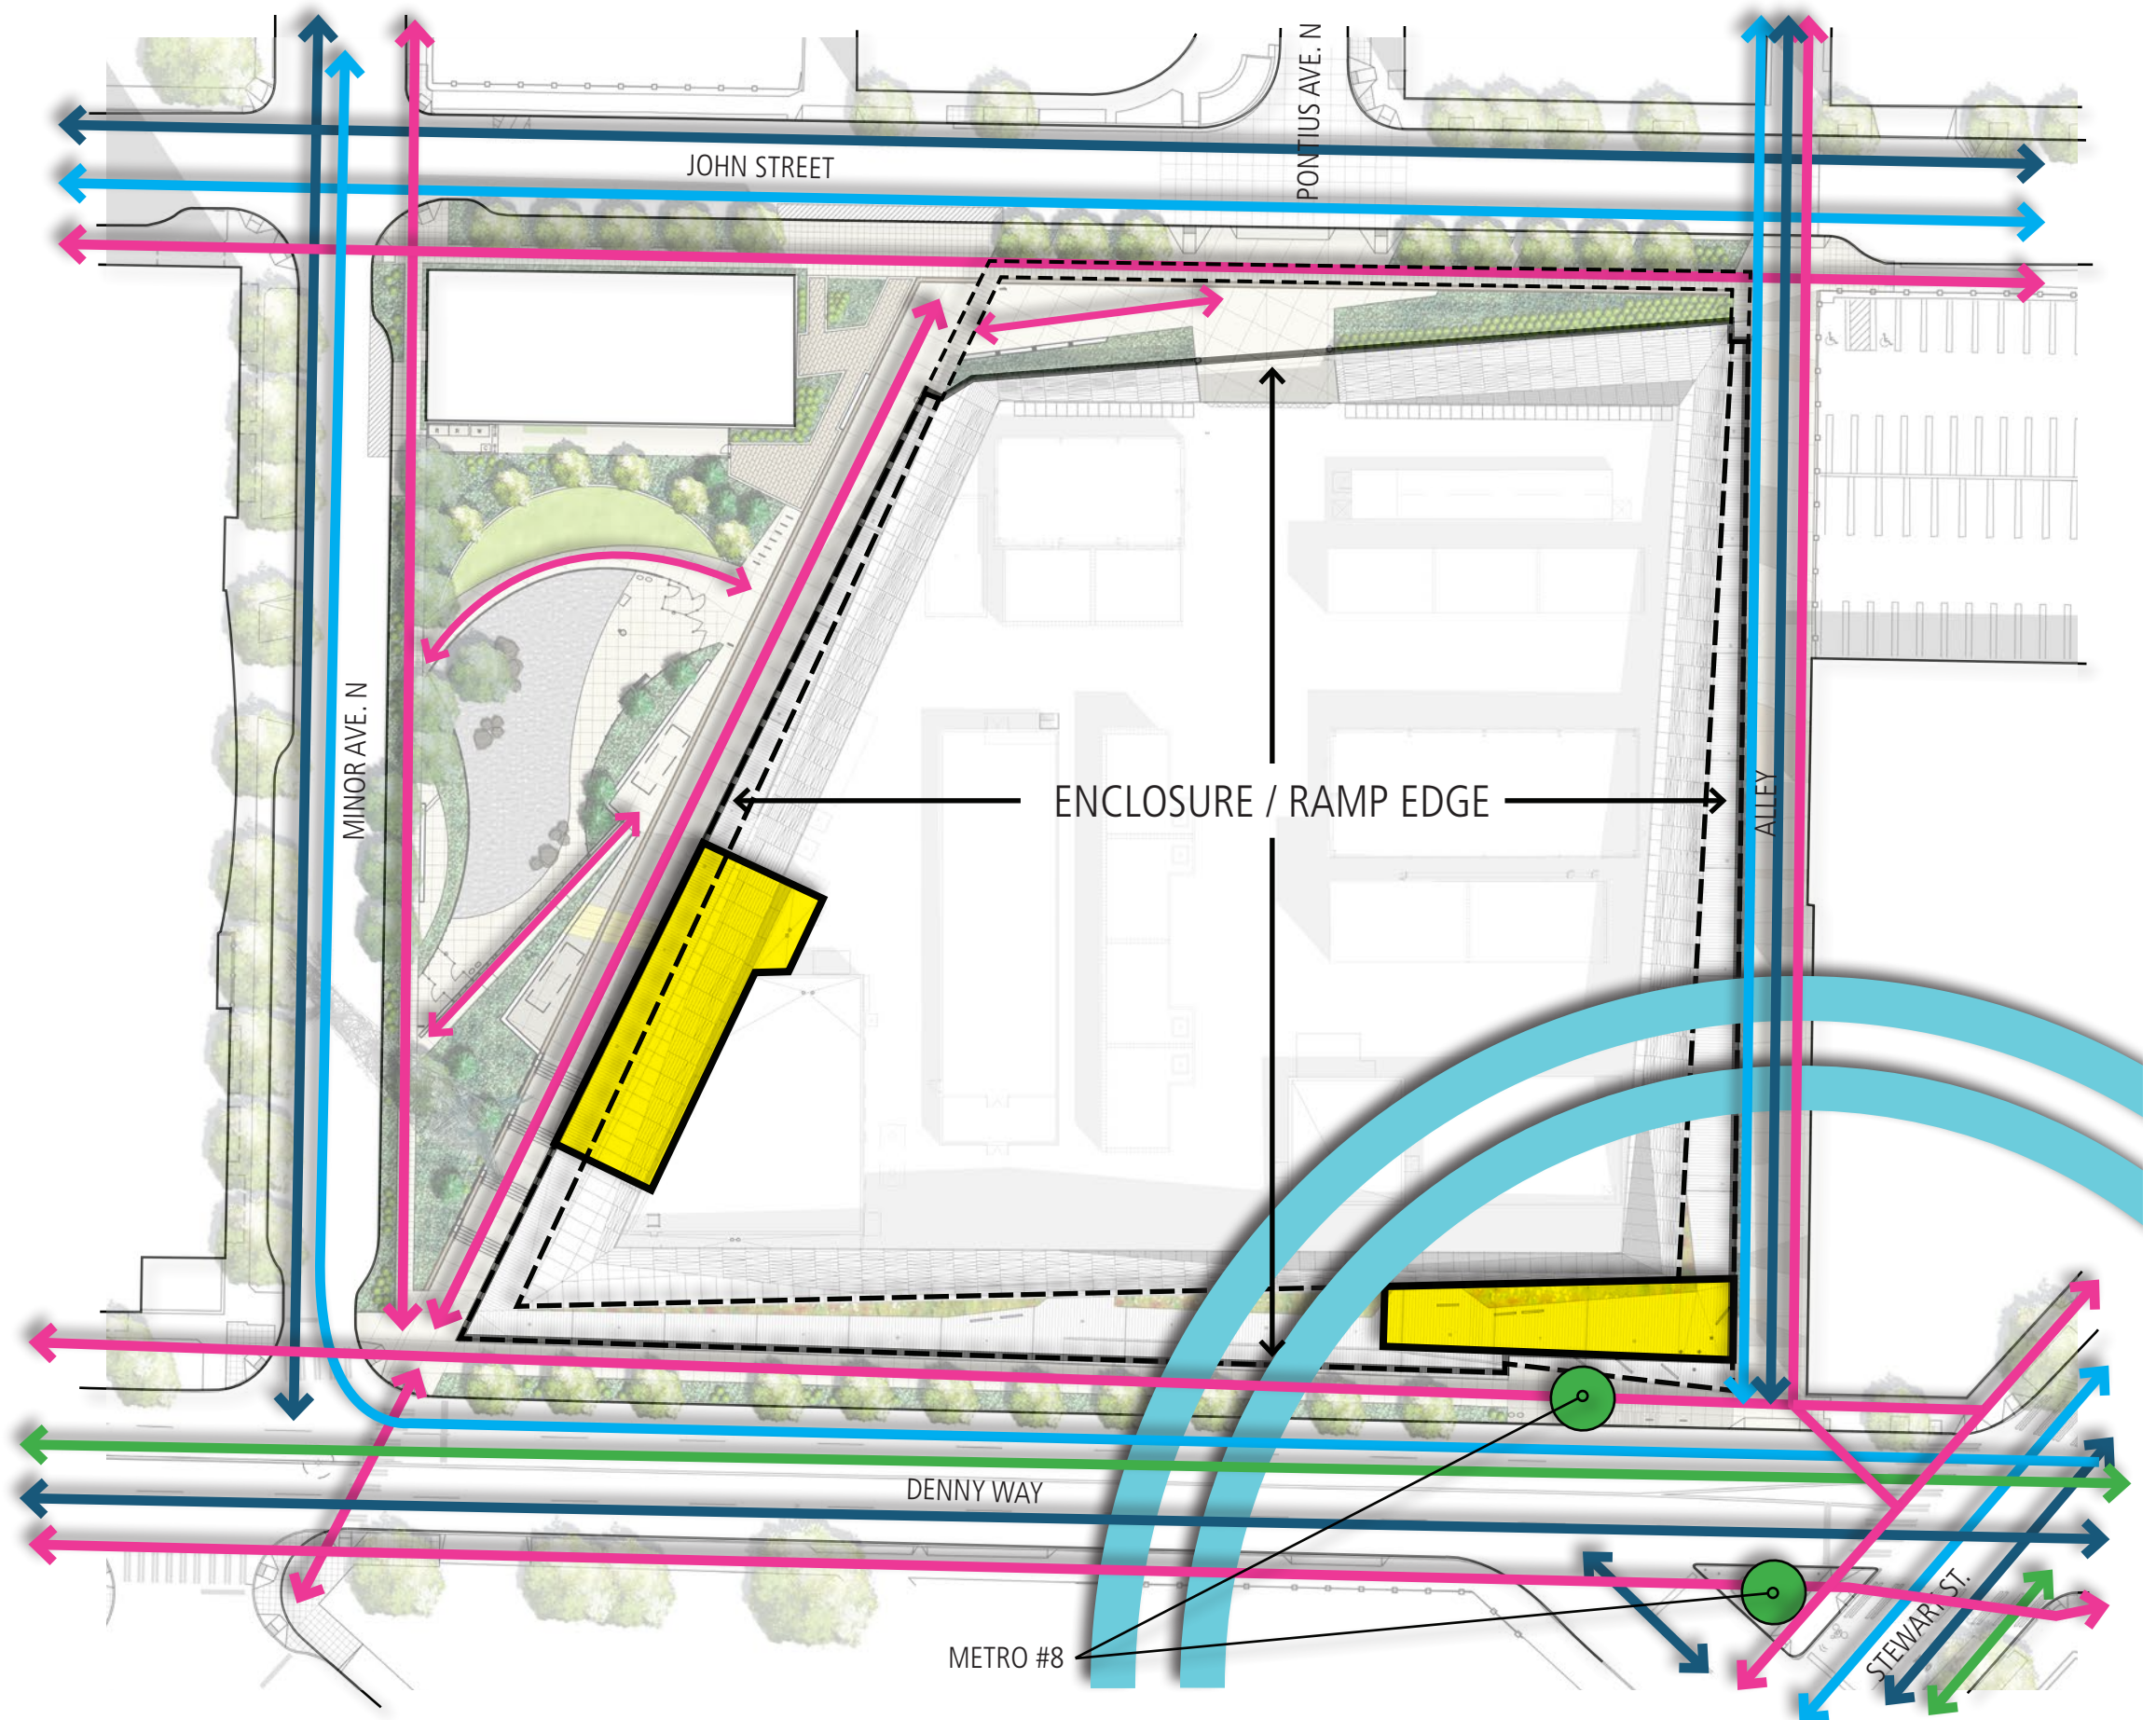 PONTIUS AVE. N
JOHN STREET
MINOR AVE. N
ENCLOSURE / RAMP EDGE
ALLEY
DENNY WAY
STEWART ST.
METRO #8